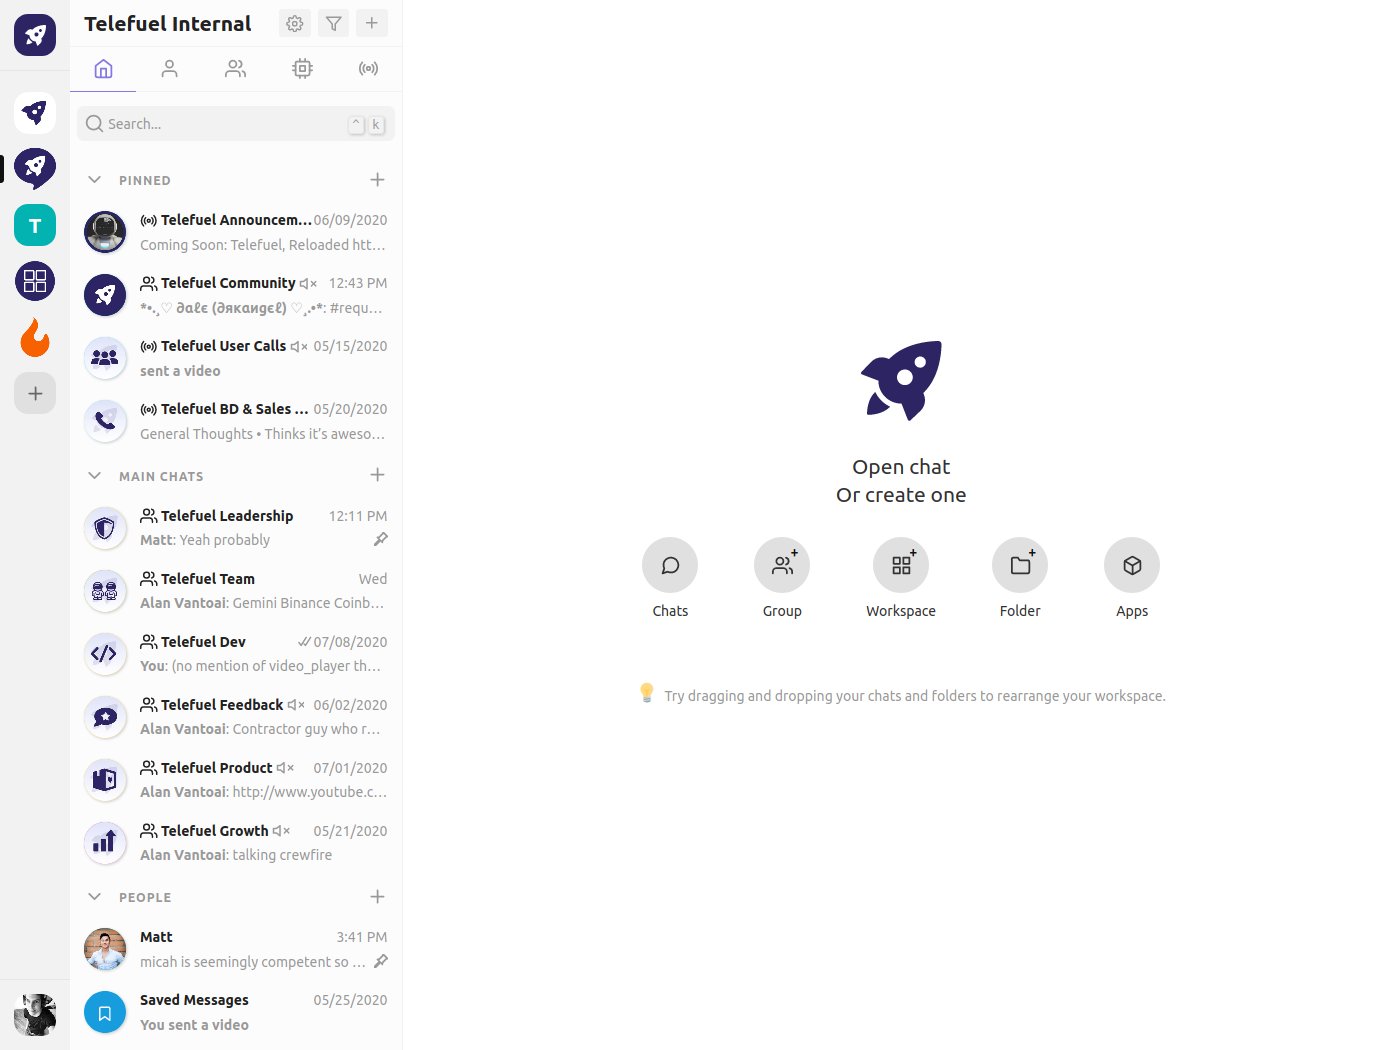 Telefuel Internal
Search...
^ k
PINNED
Telefuel Announcem... 06/09/2020
Coming Soon: Telefuel, Reloaded htt...
Telefuel Community 12:43 PM
*•.¸♡ ∂αℓє (∂якαиgєℓ) ♡¸.•*: #requ...
Telefuel User Calls 05/15/2020
sent a video
Telefuel BD & Sales ... 05/20/2020
General Thoughts • Thinks it's aweso...
MAIN CHATS
Telefuel Leadership 12:11 PM
Matt: Yeah probably
Telefuel Team Wed
Alan Vantoai: Gemini Binance Coinb...
Telefuel Dev 07/08/2020
You: (no mention of video_player th...
Telefuel Feedback 06/02/2020
Alan Vantoai: Contractor guy who r...
Telefuel Product 07/01/2020
Alan Vantoai: http://www.youtube.c...
Telefuel Growth 05/21/2020
Alan Vantoai: talking crewfire
PEOPLE
Matt 3:41 PM
micah is seemingly competent so ...
Saved Messages 05/25/2020
You sent a video
T
Open chat
Or create one
Chats Group Workspace Folder Apps
Try dragging and dropping your chats and folders to rearrange your workspace.